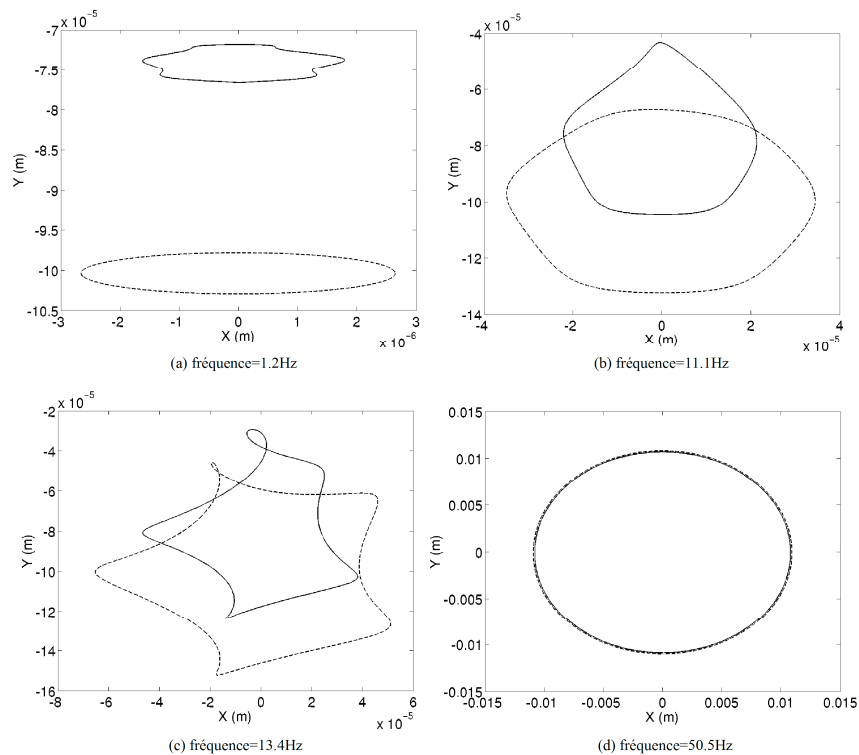 x 10⁻⁵
-7
-7.5
-8
-8.5
-9
-9.5
-10
-10.5
Y (m)
-3 -2 -1 0 1 2 3
X (m)
x 10⁻⁶
(a) fréquence=1.2Hz
x 10⁻⁵
-4
-6
-8
-10
-12
-14
Y (m)
-4 -2 0 2 4
X (m)
x 10⁻⁵
(b) fréquence=11.1Hz
x 10⁻⁵
-2
-4
-6
-8
-10
-12
-14
-16
Y (m)
-8 -6 -4 -2 0 2 4 6
X (m)
x 10⁻⁵
(c) fréquence=13.4Hz
0.015
0.01
0.005
0
-0.005
-0.01
-0.015
Y (m)
-0.015 -0.01 -0.005 0 0.005 0.01 0.015
X (m)
(d) fréquence=50.5Hz